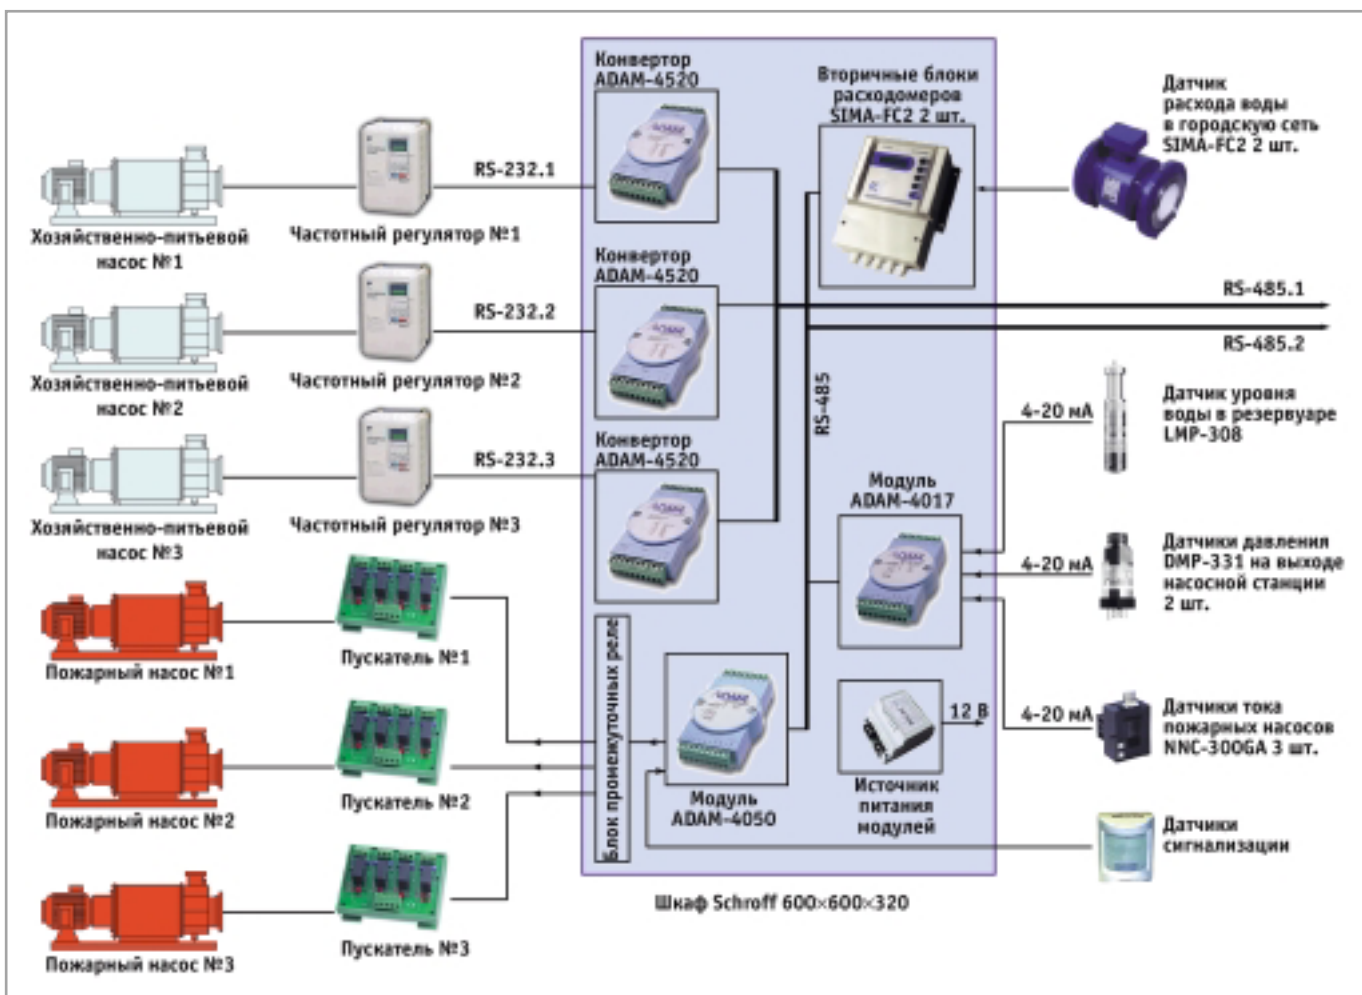 Конвертор
ADAM-4520
Вторичные блоки
расходомеров
SIMA-FC2 2 шт.
Датчик
расхода воды
в городскую сеть
SIMA-FC2 2 шт.
RS-232.1
Хозяйственно-питьевой
насос №1
Частотный регулятор №1
Конвертор
ADAM-4520
RS-485.1
RS-232.2
RS-485.2
Хозяйственно-питьевой
насос №2
Частотный регулятор №2
RS-485
4-20 мА
Датчик уровня
воды в резервуаре
LMP-308
Конвертор
ADAM-4520
RS-232.3
Модуль
ADAM-4017
Хозяйственно-питьевой
насос №3
Частотный регулятор №3
4-20 мА
Датчики давления
DMP-331 на выходе
насосной станции
2 шт.
Пожарный насос №1
Пускатель №1
Блок промежуточных реле
12 В
4-20 мА
Датчики тока
пожарных насосов
NNC-300GA 3 шт.
Пожарный насос №2
Пускатель №2
Модуль
ADAM-4050
Источник
питания
модулей
Датчики
сигнализации
Шкаф Schroff 600×600×320
Пожарный насос №3
Пускатель №3